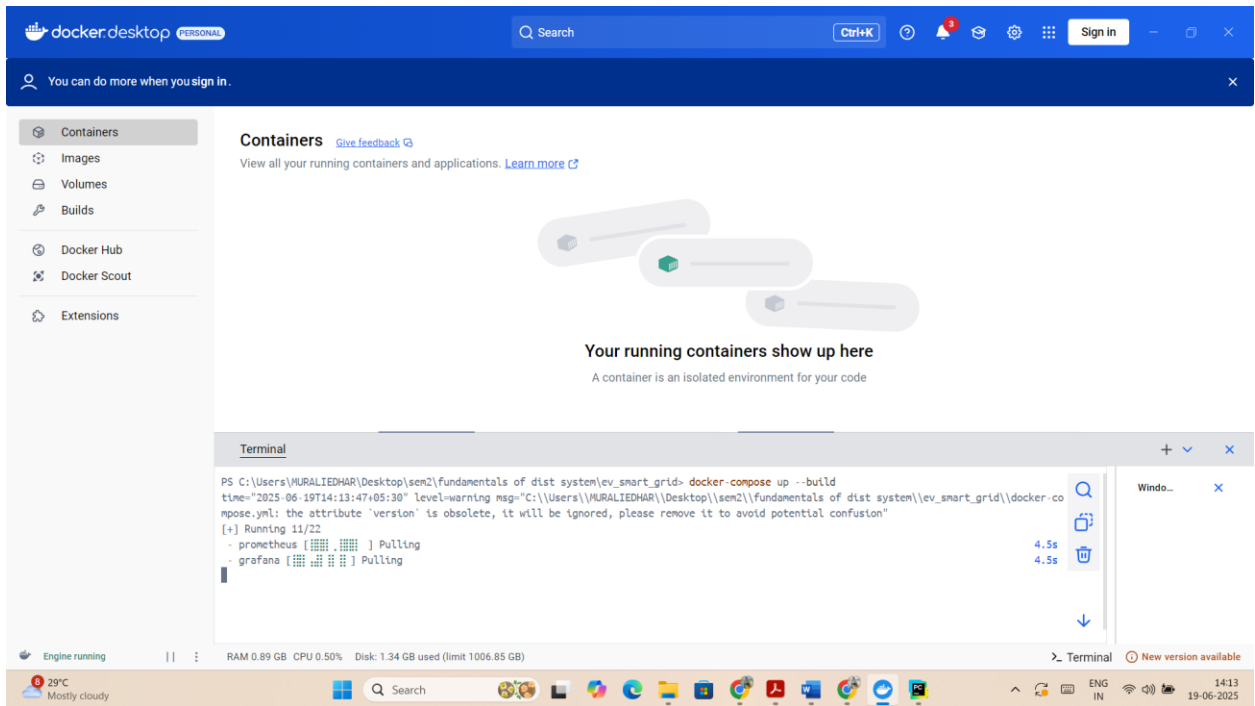 docker.desktop PERSONAL
Search
Ctrl+K
3
Sign in
You can do more when you sign in.
Containers
Images
Volumes
Builds
Docker Hub
Docker Scout
Extensions
Containers Give feedback
View all your running containers and applications. Learn more
Your running containers show up here
A container is an isolated environment for your code
Terminal
PS C:\Users\MURALIEDHAR\Desktop\sem2\fundamentals of dist system\ev_smart_grid> docker-compose up --build
time="2025-06-19T14:13:47+05:30" level=warning msg="C:\\Users\\MURALIEDHAR\\Desktop\\sem2\\fundamentals of dist system\\ev_smart_grid\\docker-co
mpose.yml: the attribute `version` is obsolete, it will be ignored, please remove it to avoid potential confusion"
[+] Running 11/22
- prometheus [⣿⣿⣿⣿] Pulling 4.5s
- grafana [⣿⣿⣿⣿] Pulling 4.5s
Windo...
Engine running
RAM 0.89 GB CPU 0.50% Disk: 1.34 GB used (limit 1006.85 GB)
Terminal
New version available
8
29°C
Mostly cloudy
Search
ENG
IN
14:13
19-06-2025